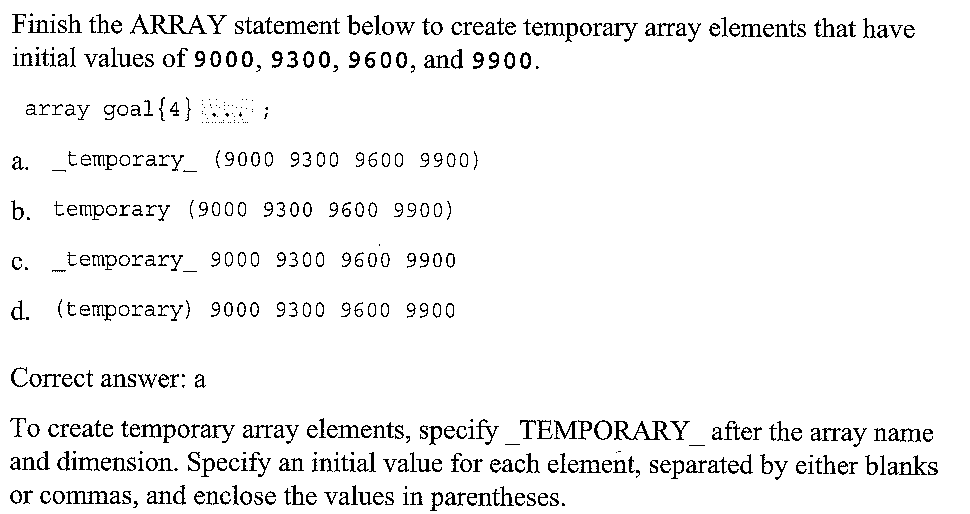 Finish the ARRAY statement below to create temporary array elements that have
initial values of 9000, 9300, 9600, and 9900.
array goal{4} ... ;
a. _temporary_ (9000 9300 9600 9900)
b. temporary (9000 9300 9600 9900)
c. _temporary_ 9000 9300 9600 9900
d. (temporary) 9000 9300 9600 9900
Correct answer: a
To create temporary array elements, specify _TEMPORARY_ after the array name
and dimension. Specify an initial value for each element, separated by either blanks
or commas, and enclose the values in parentheses.